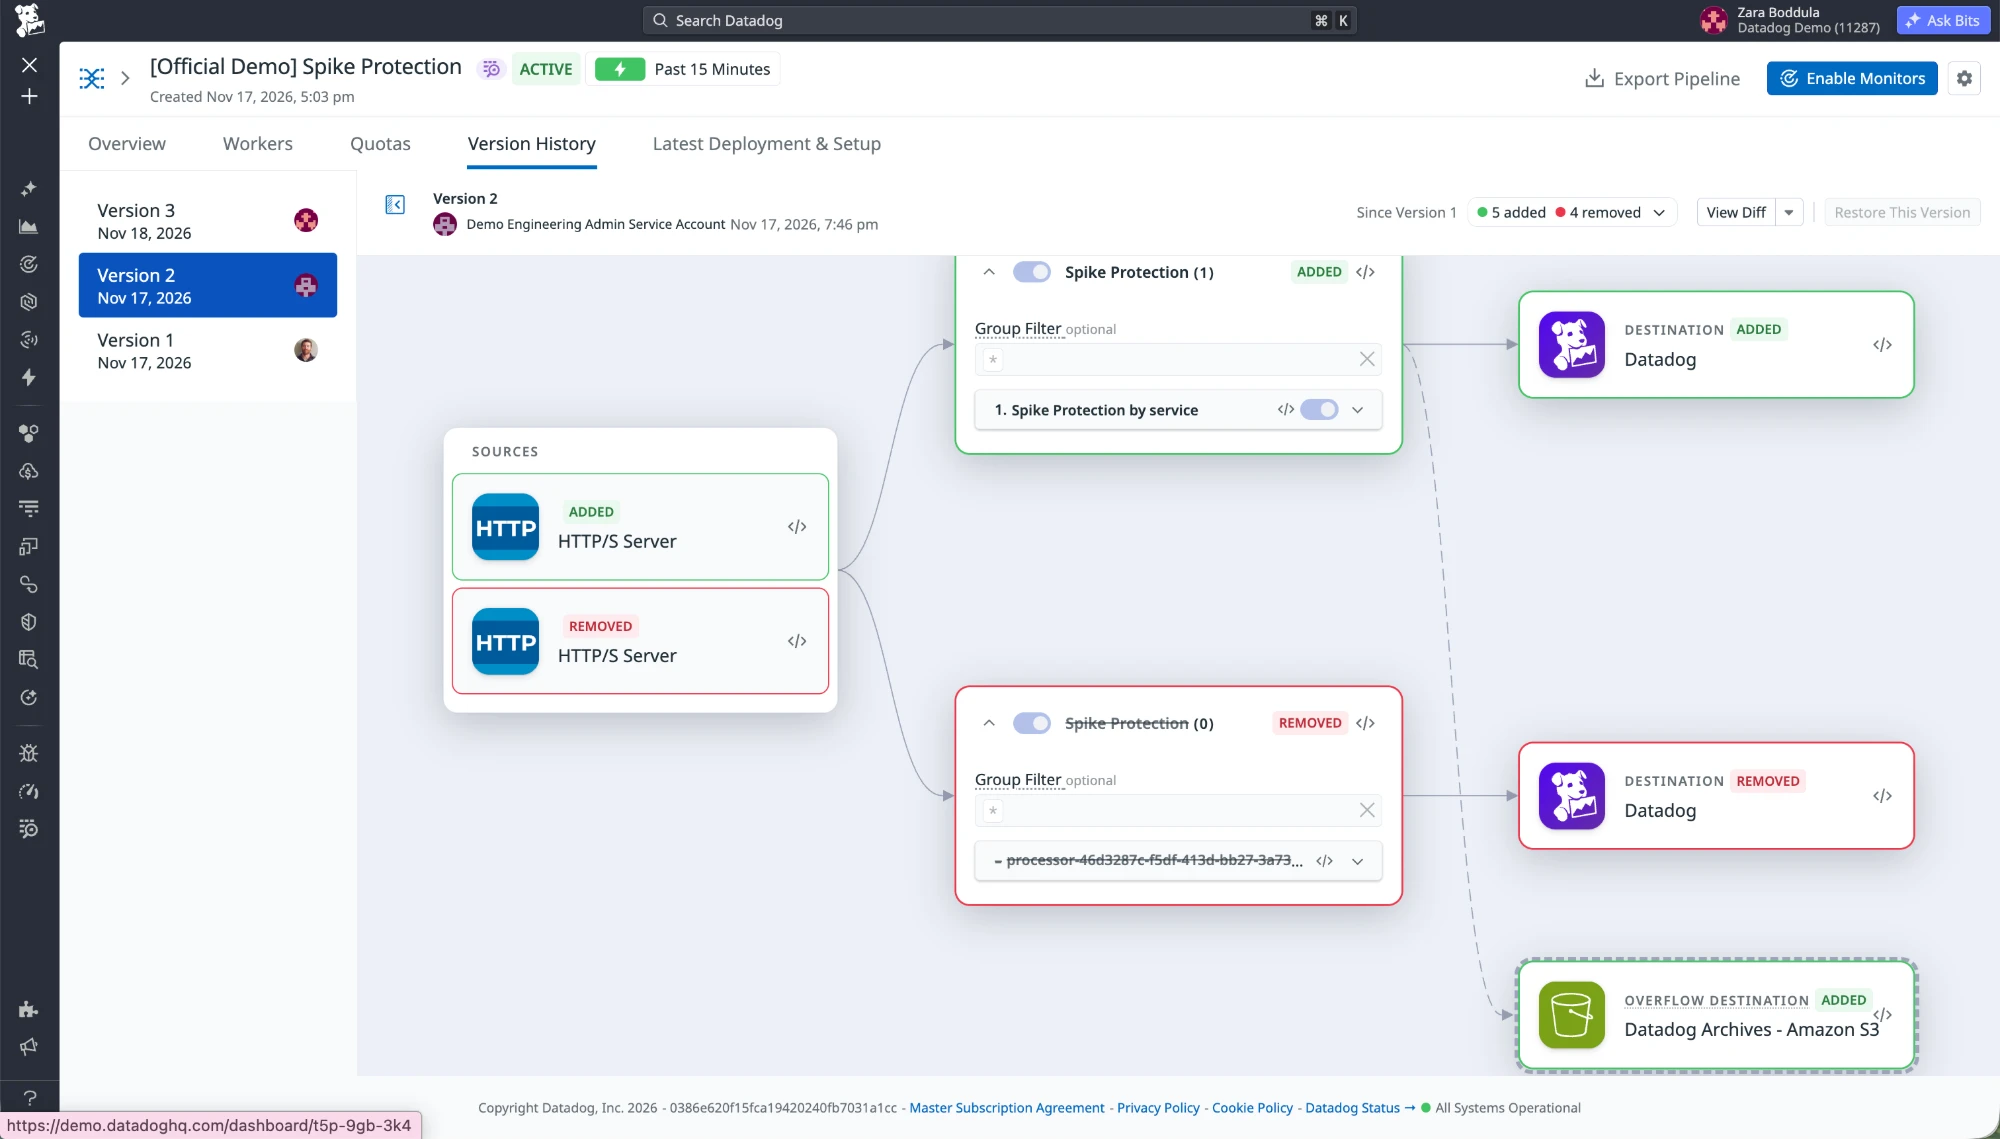 Search Datadog
⌘ K
Zara Boddula
Datadog Demo (11287)
Ask Bits
[Official Demo] Spike Protection
ACTIVE
Past 15 Minutes
Created Nov 17, 2026, 5:03 pm
Export Pipeline
Enable Monitors
Overview
Workers
Quotas
Version History
Latest Deployment & Setup
Version 3
Nov 18, 2026
Version 2
Nov 17, 2026
Version 1
Nov 17, 2026
Version 2
Demo Engineering Admin Service Account Nov 17, 2026, 7:46 pm
Since Version 1
5 added 4 removed
View Diff
Restore This Version
SOURCES
HTTP
ADDED
HTTP/S Server
</>
HTTP
REMOVED
HTTP/S Server
</>
Spike Protection (1)
ADDED
</>
Group Filter optional
*
1. Spike Protection by service
</>
Spike Protection (0)
REMOVED
</>
Group Filter optional
*
– processor-46d3287c-f5df-413d-bb27-3a73...
</>
DESTINATION ADDED
Datadog
</>
DESTINATION REMOVED
Datadog
</>
OVERFLOW DESTINATION ADDED
Datadog Archives - Amazon S3
</>
Copyright Datadog, Inc. 2026 - 0386e620f15fca19420240fb7031a1cc - Master Subscription Agreement - Privacy Policy - Cookie Policy - Datadog Status → All Systems Operational
https://demo.datadoghq.com/dashboard/t5p-9gb-3k4